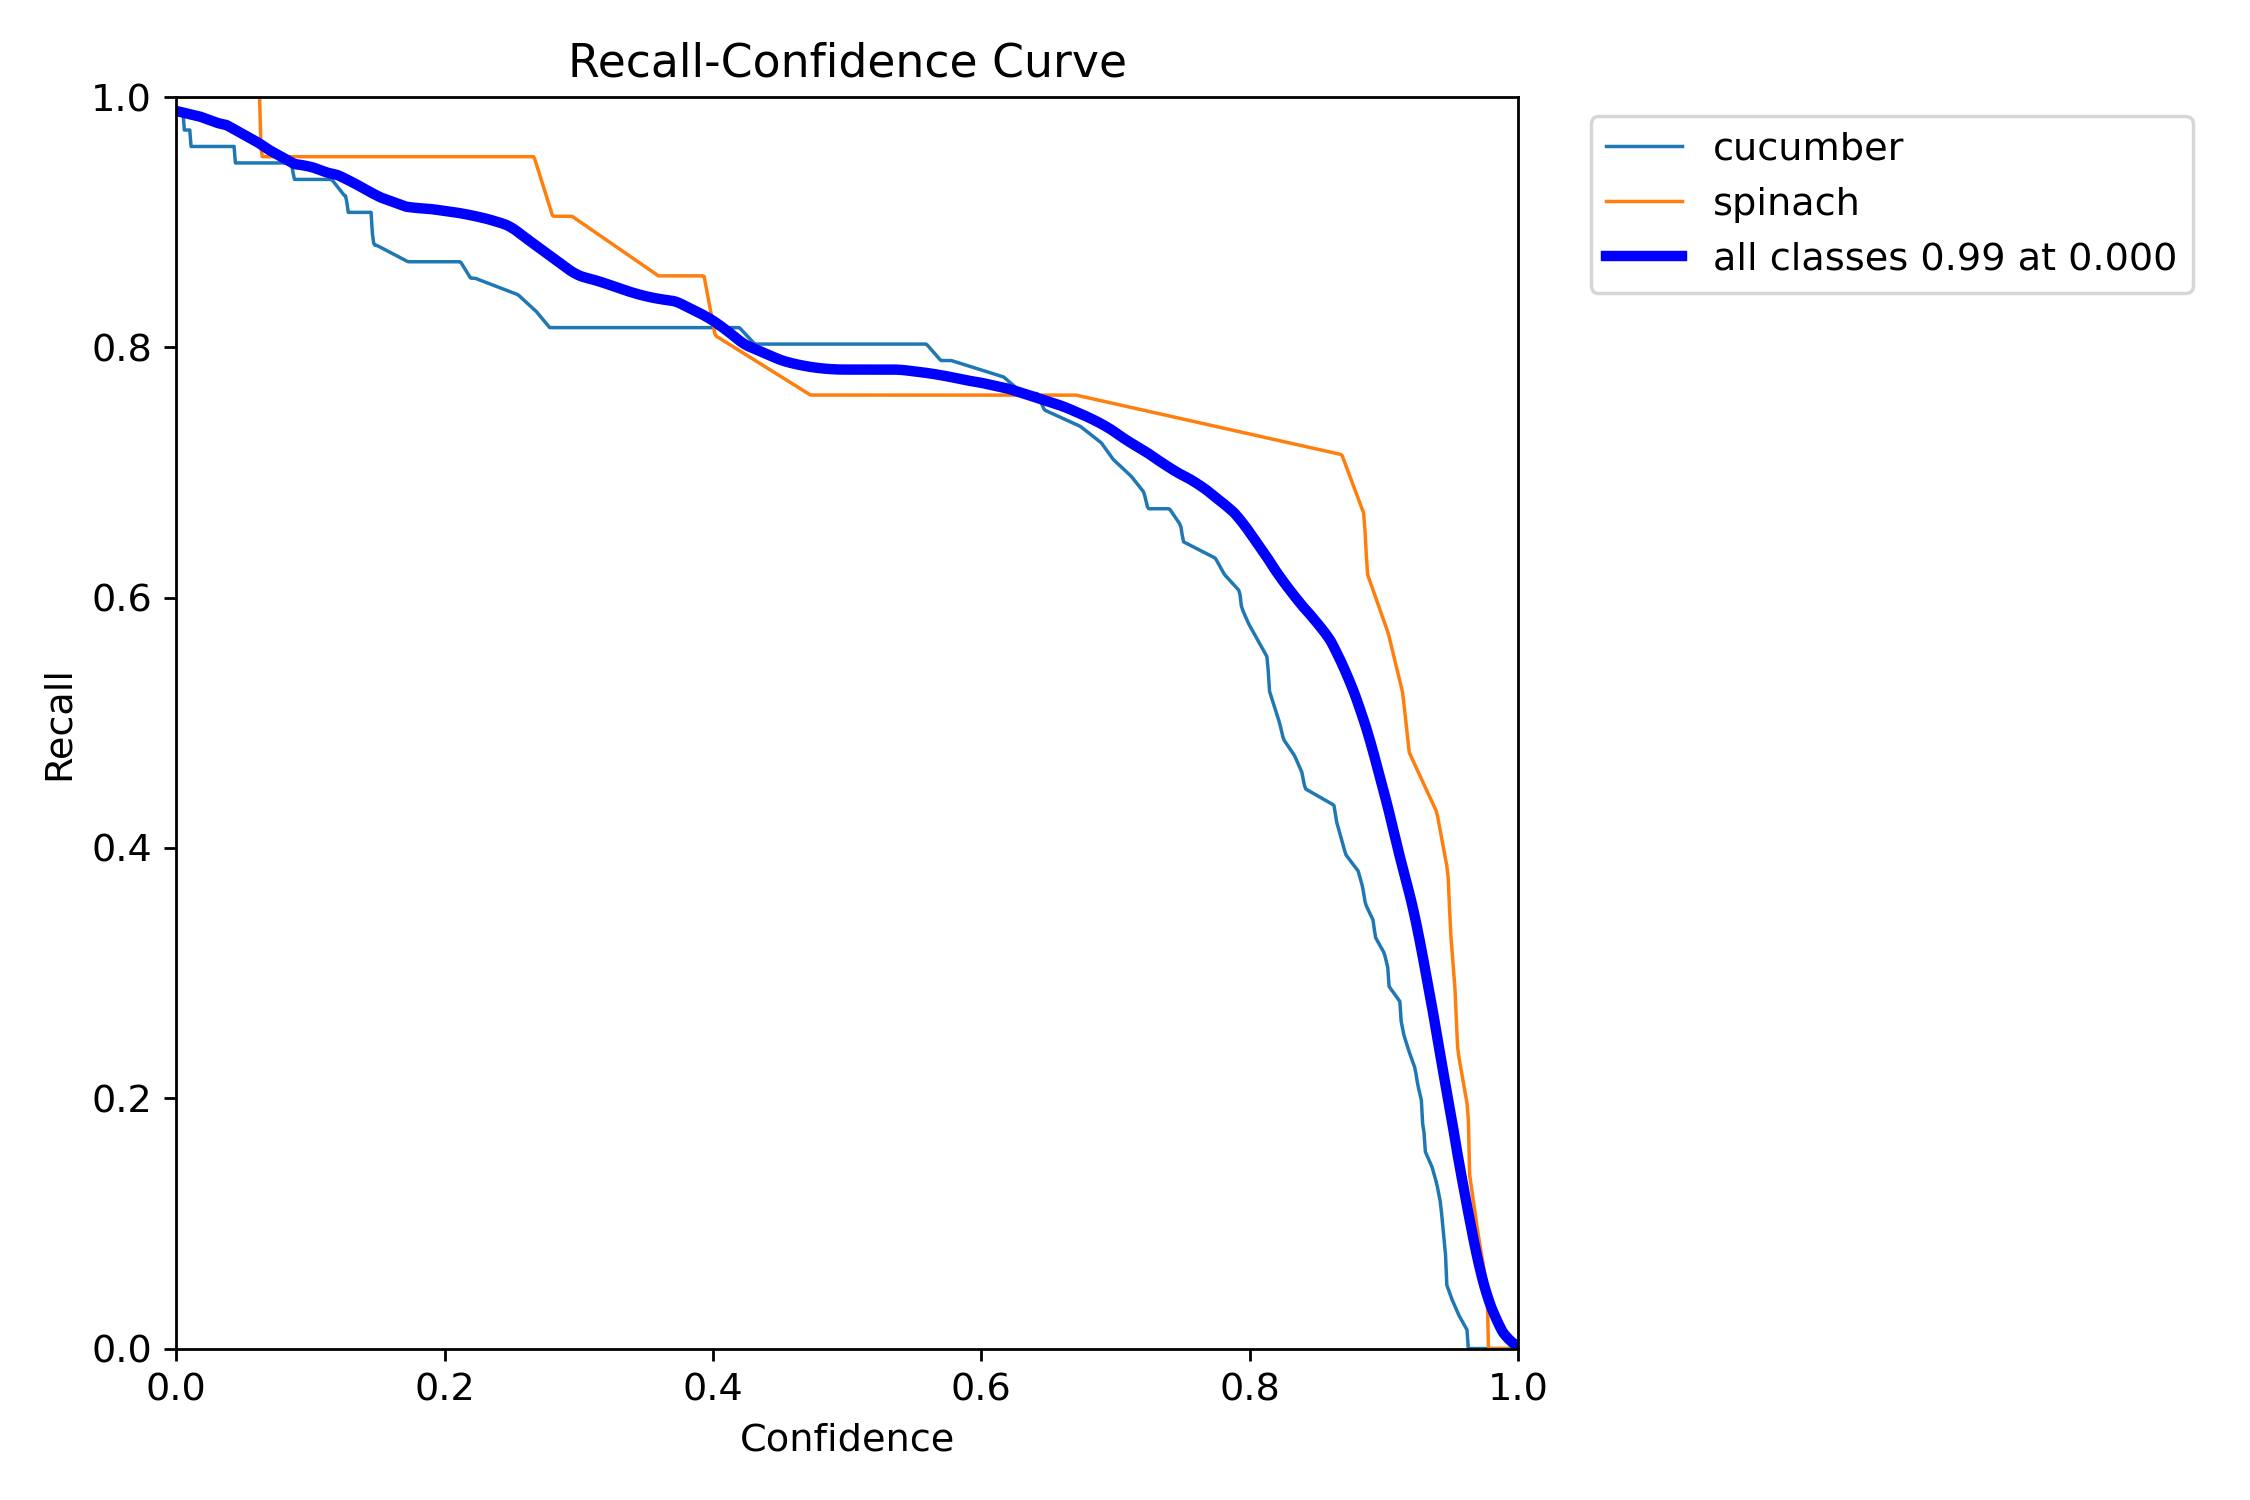 Recall-Confidence Curve
cucumber
spinach
all classes 0.99 at 0.000
1.0
0.8
0.6
0.4
0.2
0.0
Recall
0.0 0.2 0.4 0.6 0.8 1.0
Confidence